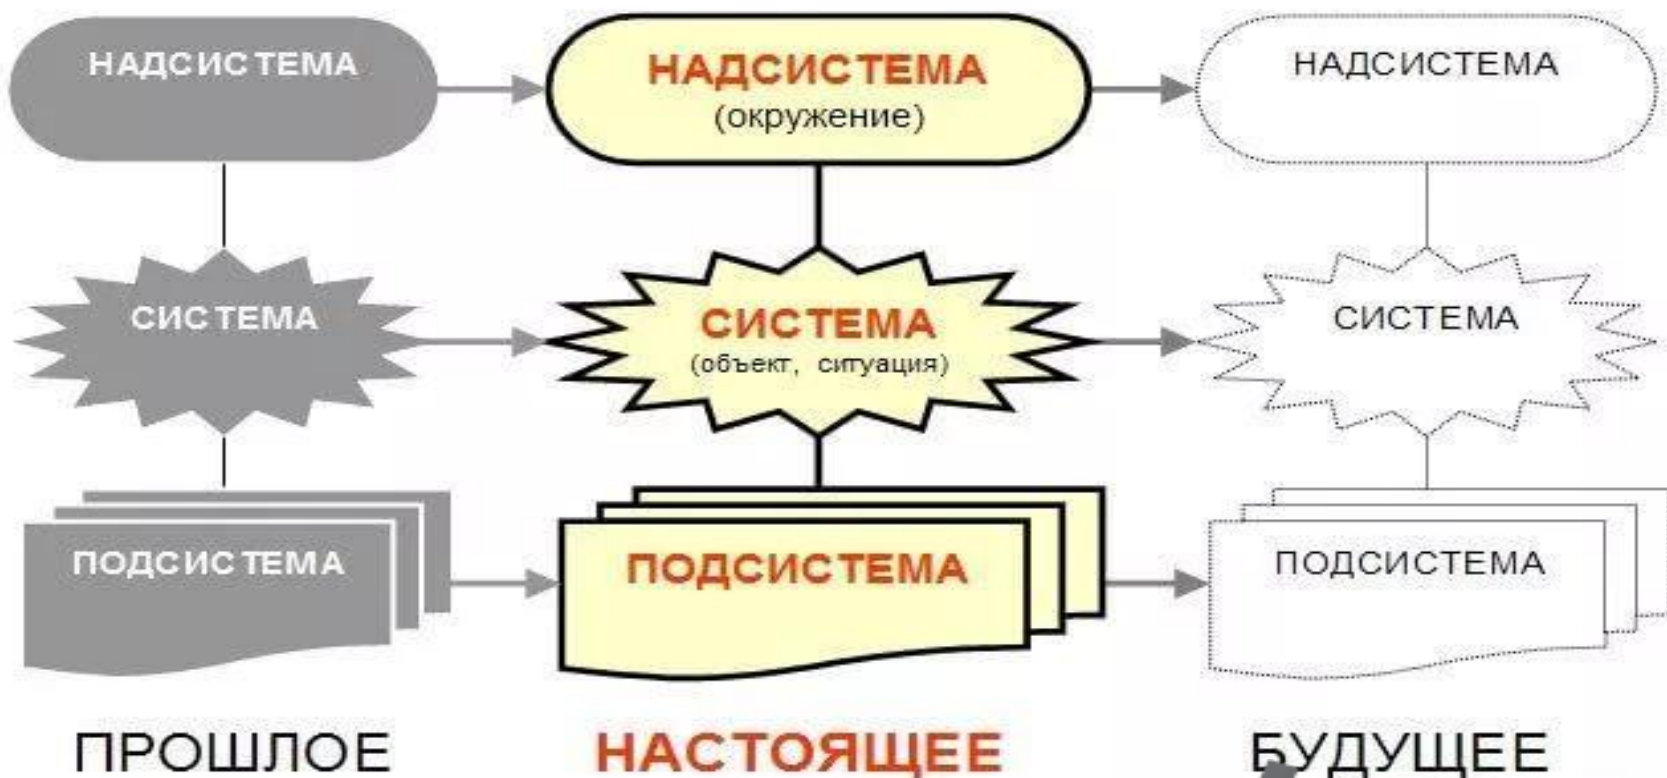 НАДСИСТЕМА
НАДСИСТЕМА
(окружение)
НАДСИСТЕМА
СИСТЕМА
СИСТЕМА
(объект, ситуация)
СИСТЕМА
ПОДСИСТЕМА
ПОДСИСТЕМА
ПОДСИСТЕМА
ПРОШЛОЕ
НАСТОЯЩЕЕ
БУДУЩЕЕ